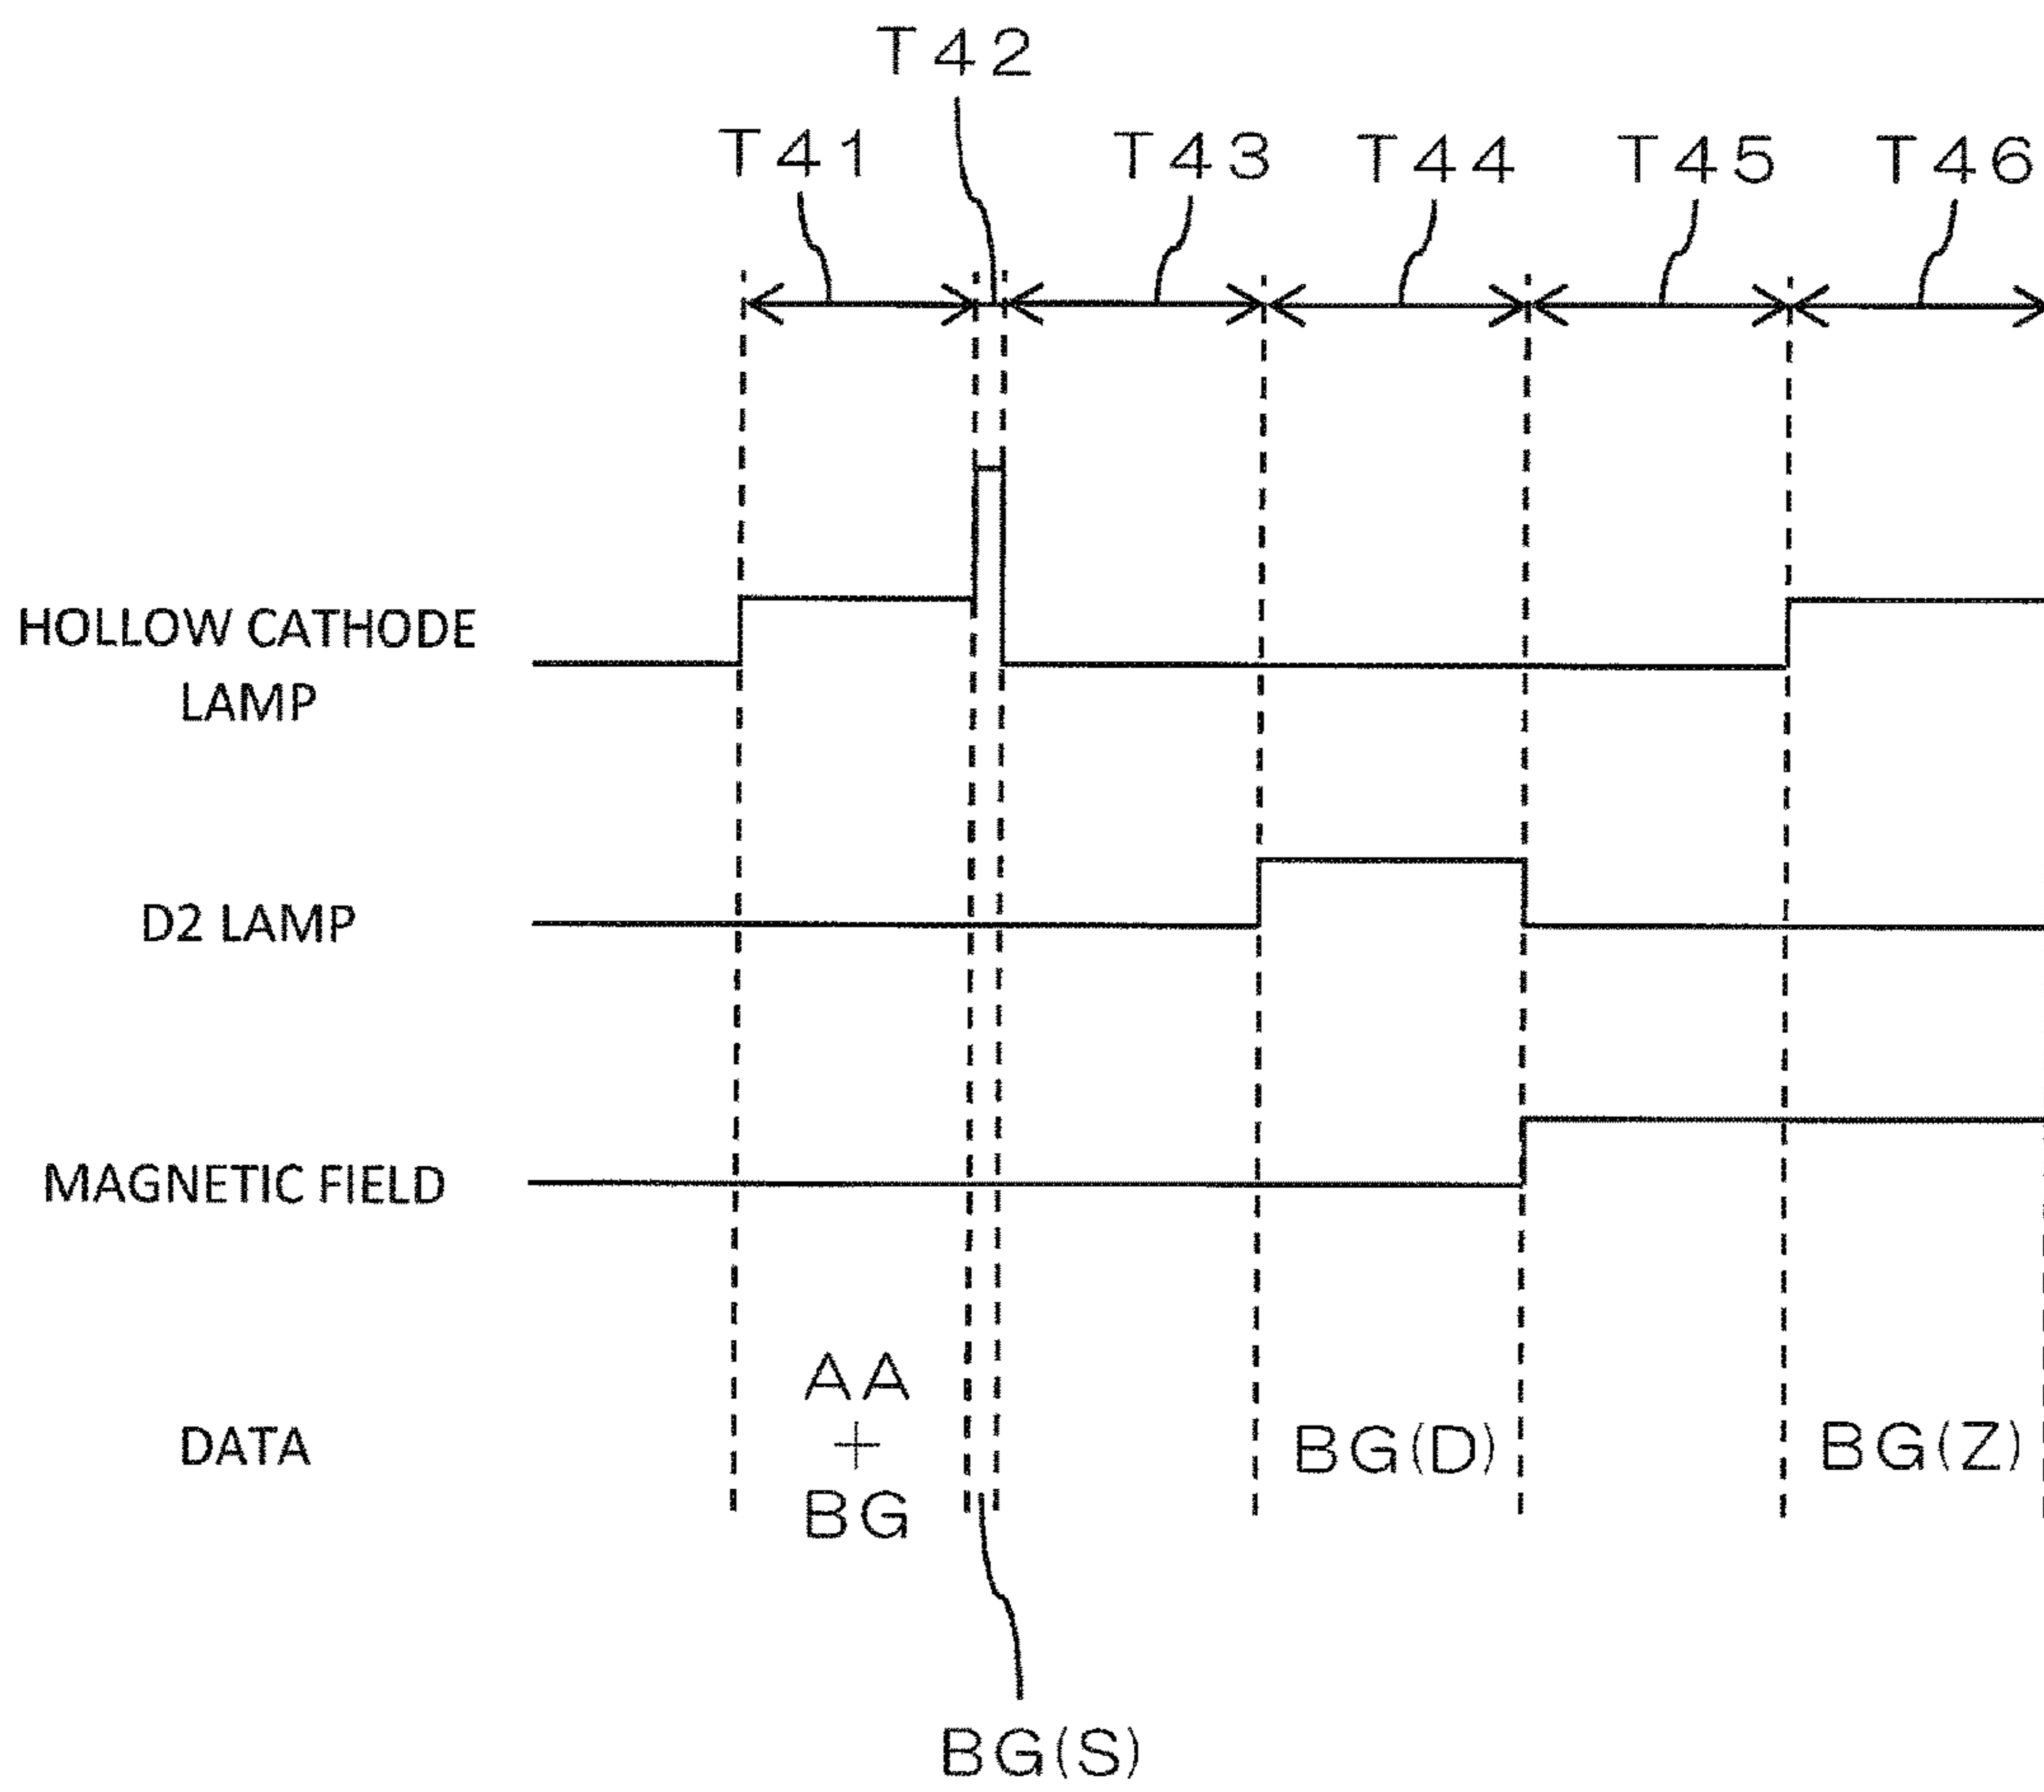 T42
T41
T43
T44
T45
T46
HOLLOW CATHODE
LAMP
D2 LAMP
MAGNETIC FIELD
DATA
AA
+
BG
BG(D)
BG(Z)
BG(S)